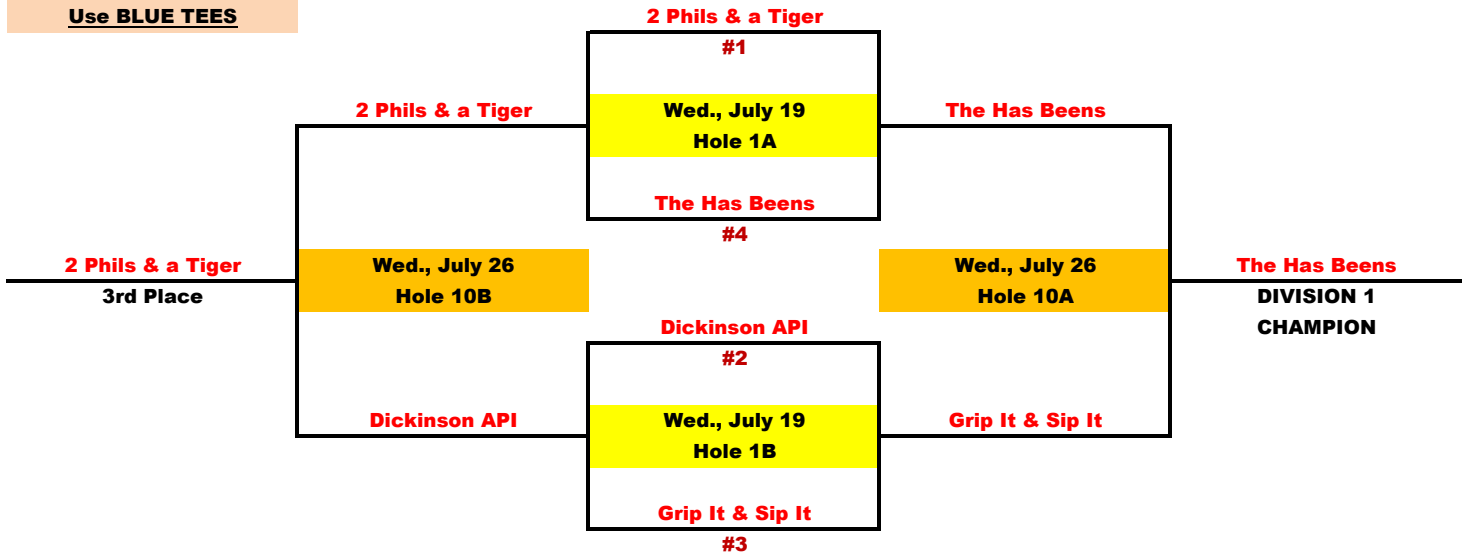 Use BLUE TEES
2 Phils & a Tiger
#1
2 Phils & a Tiger
Wed., July 19
The Has Beens
Hole 1A
The Has Beens
#4
2 Phils & a Tiger
Wed., July 26
Wed., July 26
The Has Beens
3rd Place
Hole 10B
Hole 10A
DIVISION 1
Dickinson API
CHAMPION
#2
Dickinson API
Wed., July 19
Grip It & Sip It
Hole 1B
Grip It & Sip It
#3